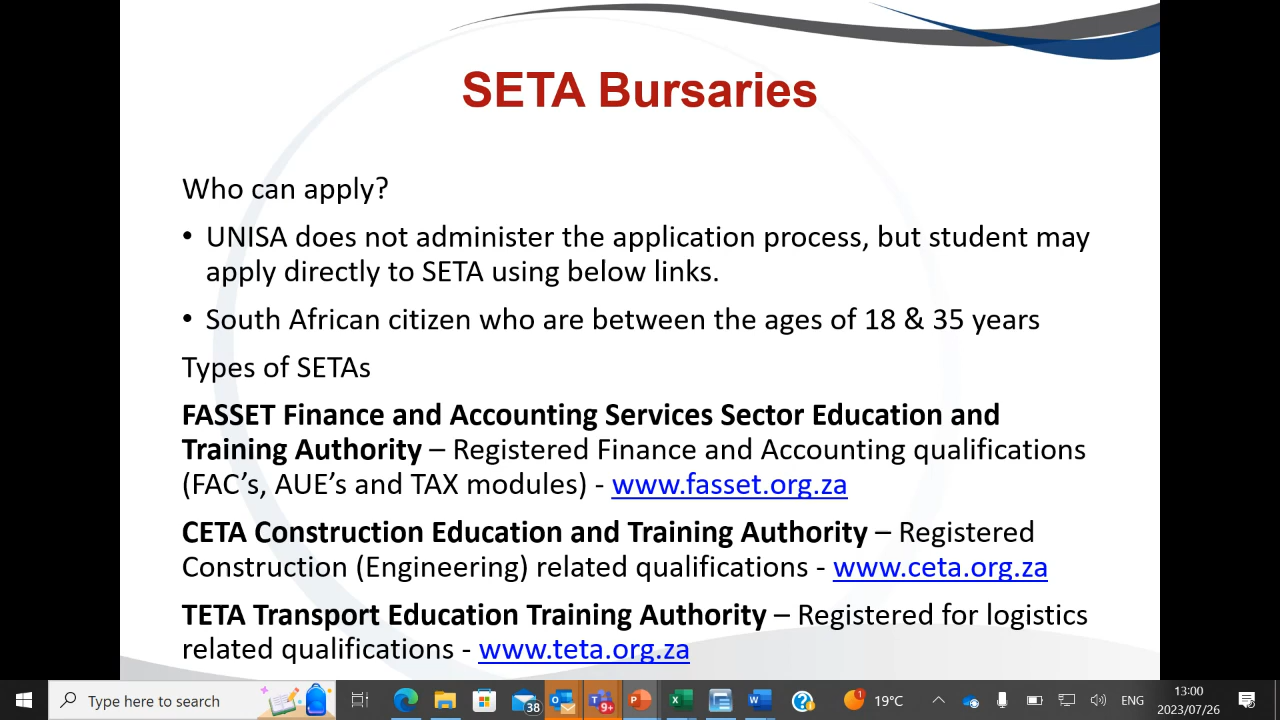 SETA Bursaries
Who can apply?
• UNISA does not administer the application process, but student may
apply directly to SETA using below links.
• South African citizen who are between the ages of 18 & 35 years
Types of SETAs
FASSET Finance and Accounting Services Sector Education and
Training Authority – Registered Finance and Accounting qualifications
(FAC’s, AUE’s and TAX modules) - www.fasset.org.za
CETA Construction Education and Training Authority – Registered
Construction (Engineering) related qualifications - www.ceta.org.za
TETA Transport Education Training Authority – Registered for logistics
related qualifications - www.teta.org.za
Type here to search
38
9+
1
19°C
ENG
13:00
2023/07/26